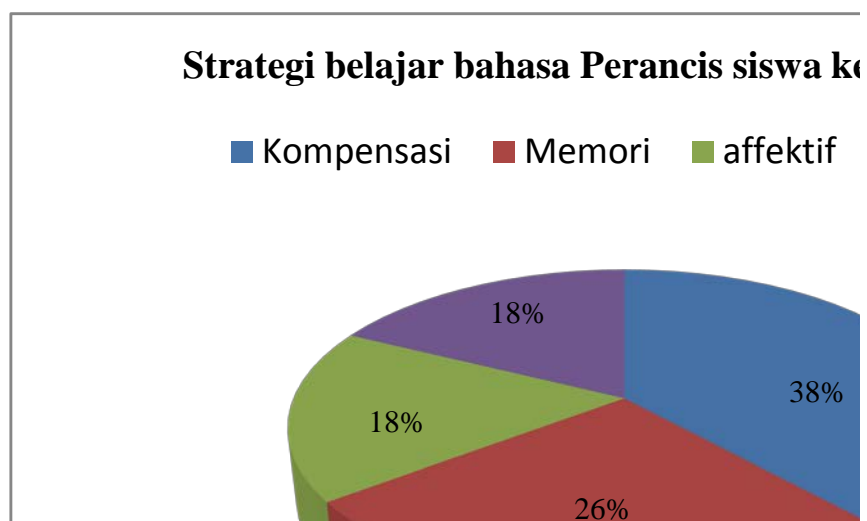 Strategi belajar bahasa Perancis siswa ke
Kompensasi Memori affektif
18%
38%
18%
26%